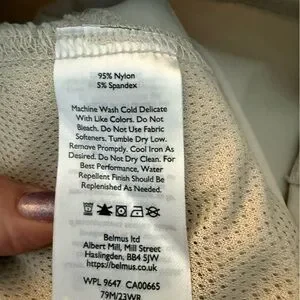 95% Nylon
5% Spandex
Machine Wash Cold Delicate
With Like Colors. Do Not
Bleach. Do Not Use Fabric
Softeners. Tumble Dry Low.
Remove Promptly. Cool Iron As
Desired. Do Not Dry Clean. For
Best Performance, Water
Repellent Finish Should Be
Replenished As Needed.
Belmus ltd
Albert Mill, Mill Street
Haslingden, BB4 5JW
https://belmus.co.uk
WPL 9647 CA00665
79M/23WR